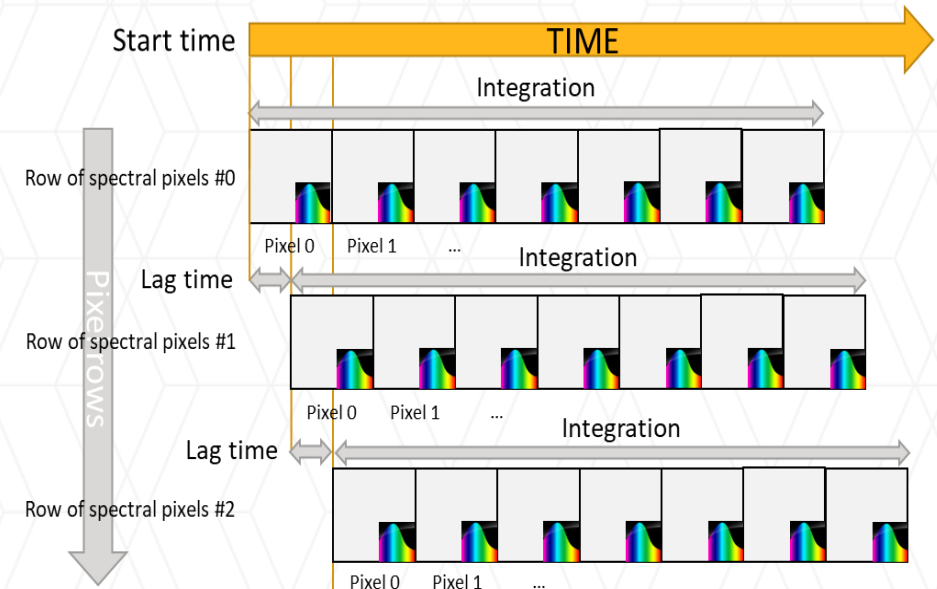 Start time
TIME
Integration
Row of spectral pixels #0
Pixel 0 Pixel 1 ...
Integration
Lag time
Pixel rows
Row of spectral pixels #1
Pixel 0 Pixel 1 ...
Integration
Lag time
Row of spectral pixels #2
Pixel 0 Pixel 1 ...